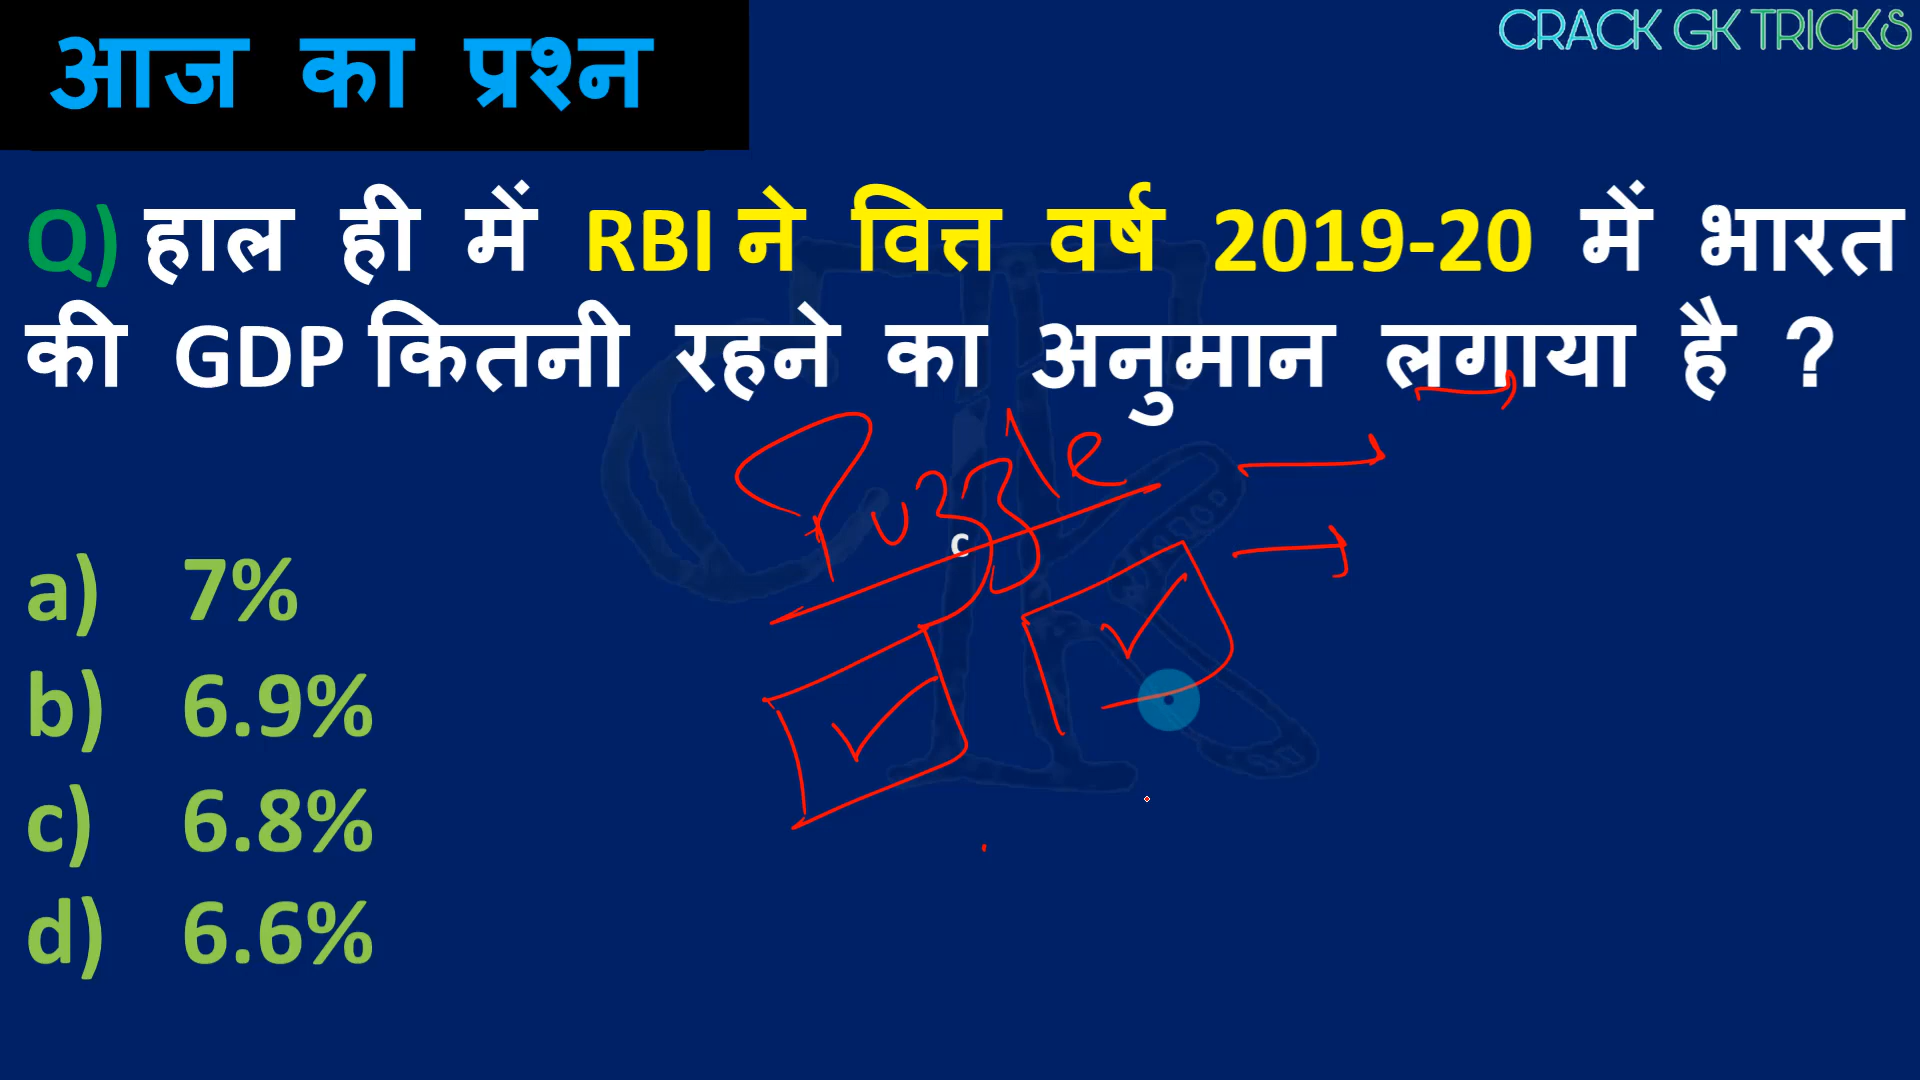 CRACK GK TRICKS
आज का प्रश्न
Q) हाल ही में RBI ने वित्त वर्ष 2019-20 में भारत
की GDP कितनी रहने का अनुमान लगाया है ?
Puzzle
c
a) 7%
b) 6.9%
c) 6.8%
d) 6.6%